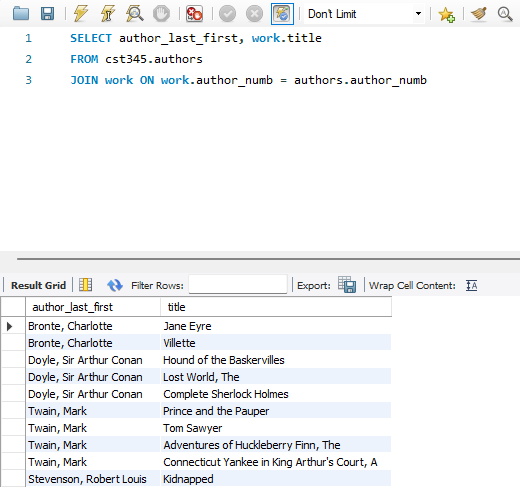 Don't Limit
1 SELECT author_last_first, work.title
2 FROM cst345.authors
3 JOIN work ON work.author_numb = authors.author_numb
Result Grid Filter Rows: Export: Wrap Cell Content:
author_last_first title
Bronte, Charlotte Jane Eyre
Bronte, Charlotte Villette
Doyle, Sir Arthur Conan Hound of the Baskervilles
Doyle, Sir Arthur Conan Lost World, The
Doyle, Sir Arthur Conan Complete Sherlock Holmes
Twain, Mark Prince and the Pauper
Twain, Mark Tom Sawyer
Twain, Mark Adventures of Huckleberry Finn, The
Twain, Mark Connecticut Yankee in King Arthur's Court, A
Stevenson, Robert Louis Kidnapped